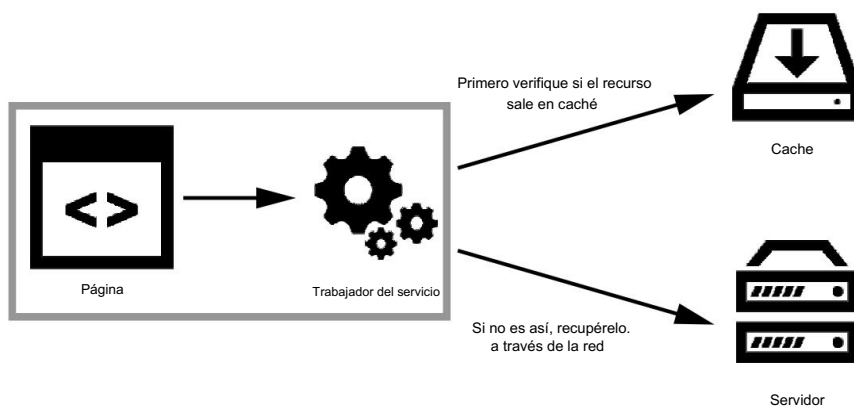 Primero verifique si el recurso
sale en caché
Cache
< >
Página
Trabajador del servicio
Si no es así, recupérelo.
a través de la red
Servidor